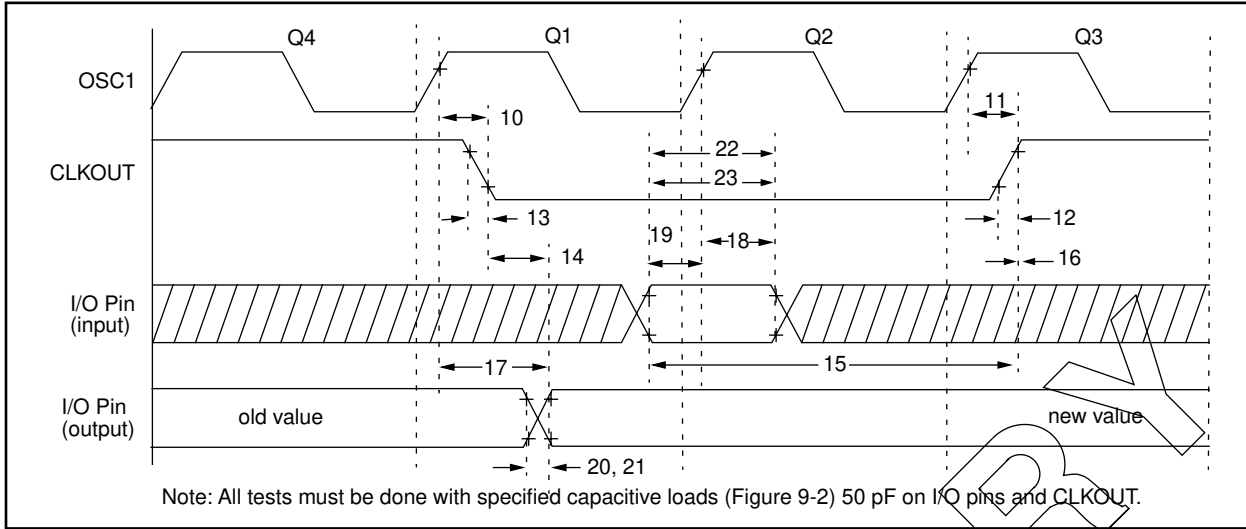 Q4 Q1 Q2 Q3
OSC1
10 11
22
CLKOUT
23
13 12
19 18
14 16
I/O Pin
(input)
17 15
I/O Pin
(output)
old value new value
20, 21
Note: All tests must be done with specified capacitive loads (Figure 9-2) 50 pF on I/O pins and CLKOUT.